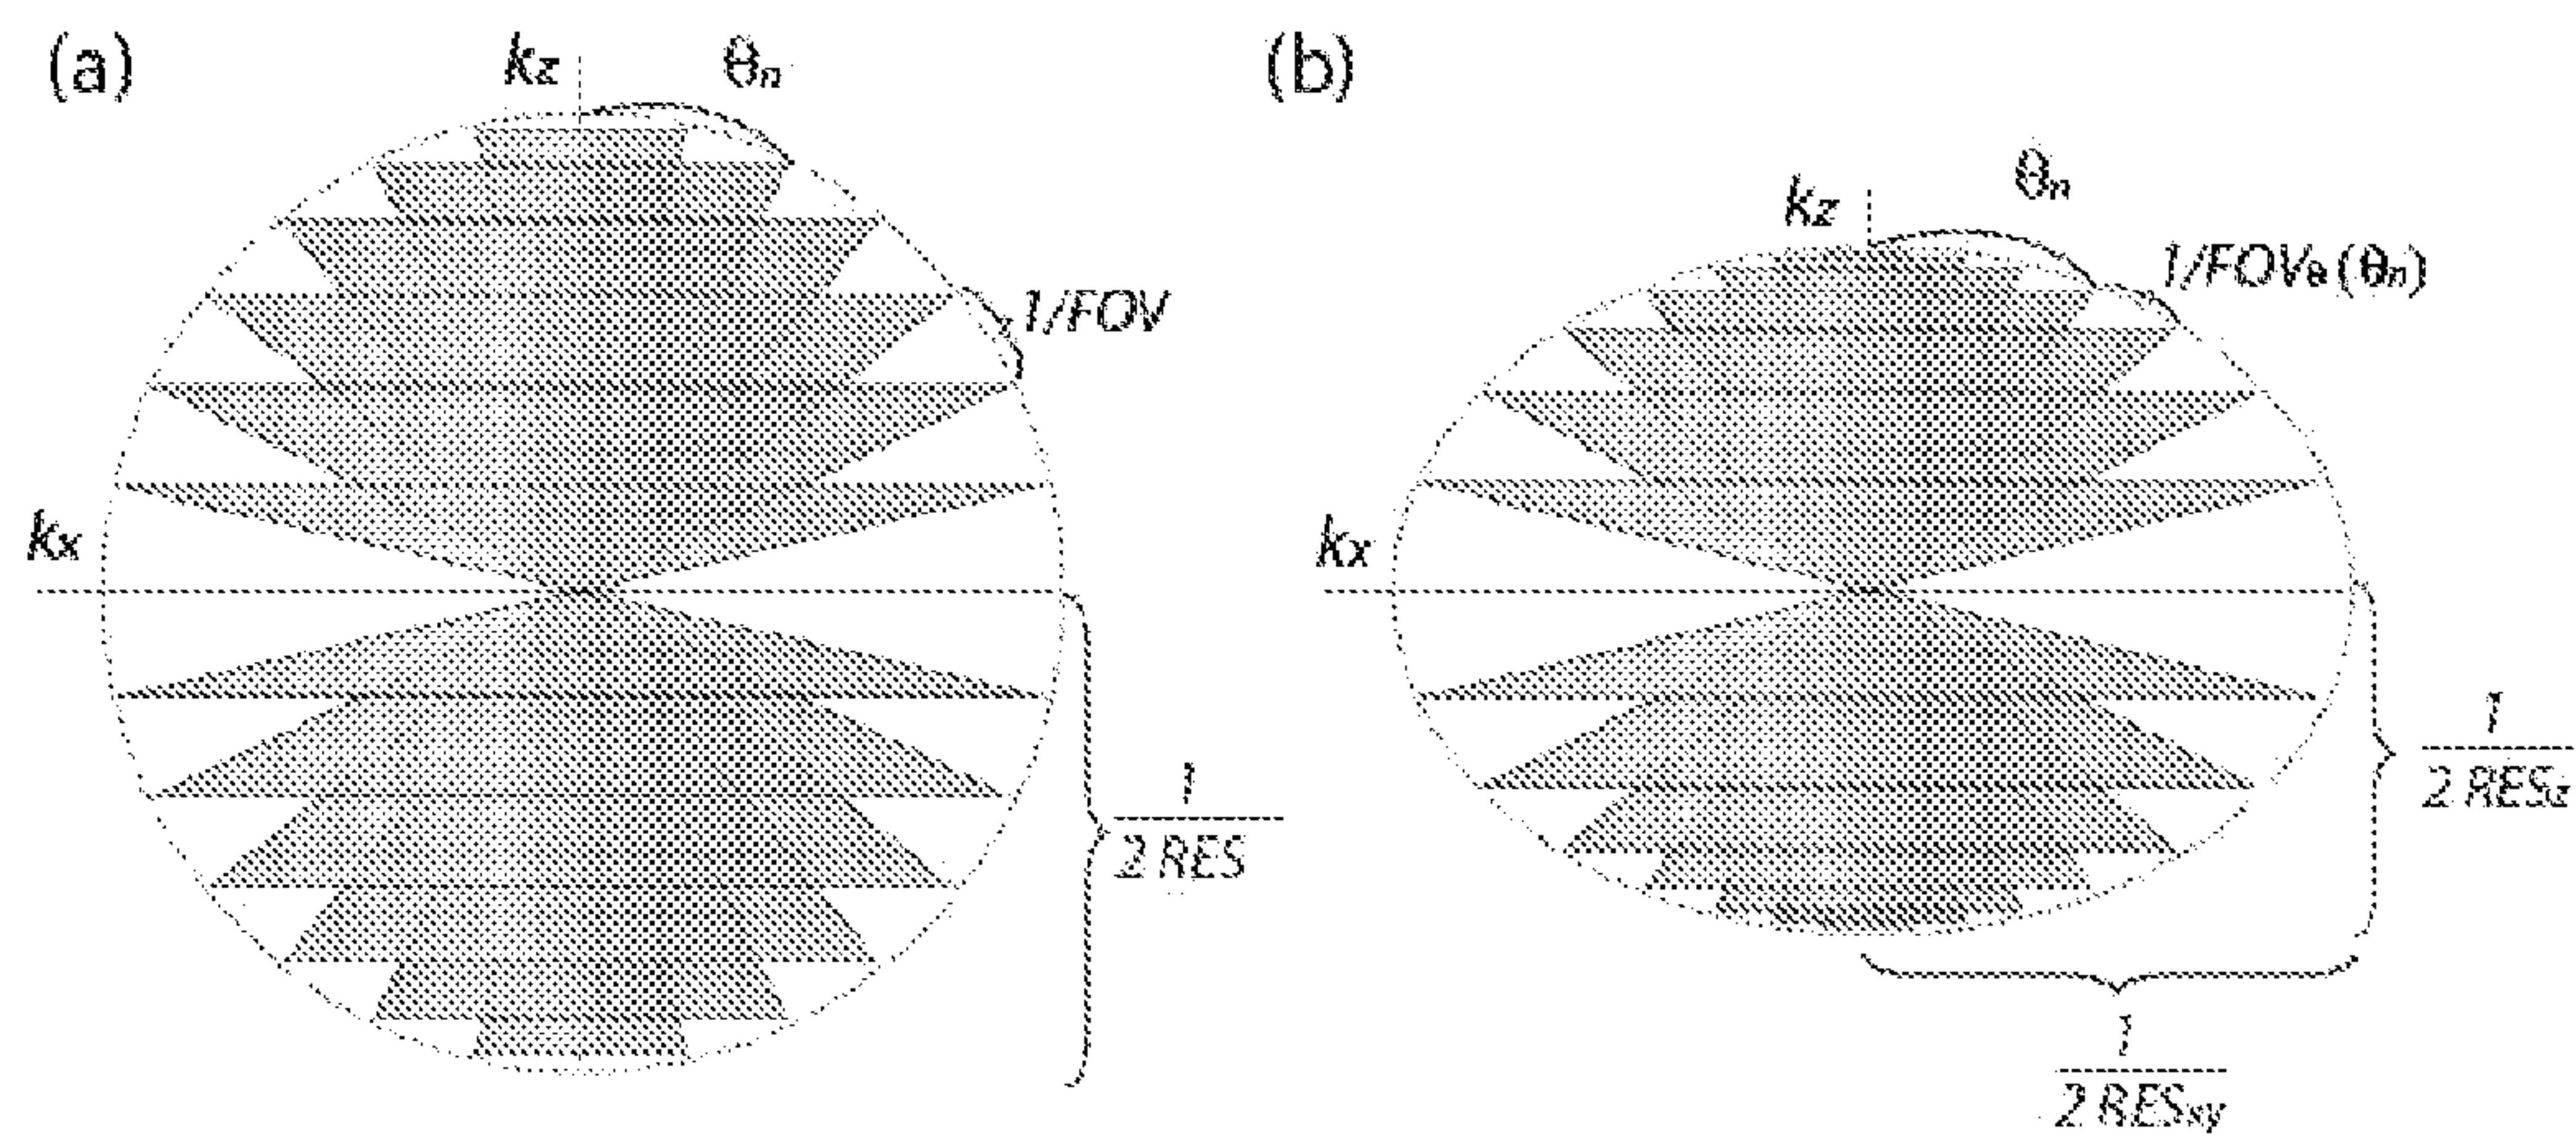 (a)
kz
θn
1/FOV
kx
1
2 RES
(b)
kz
θn
1/FOVθ (θn)
kx
1
2 RESz
1
2 RESxy